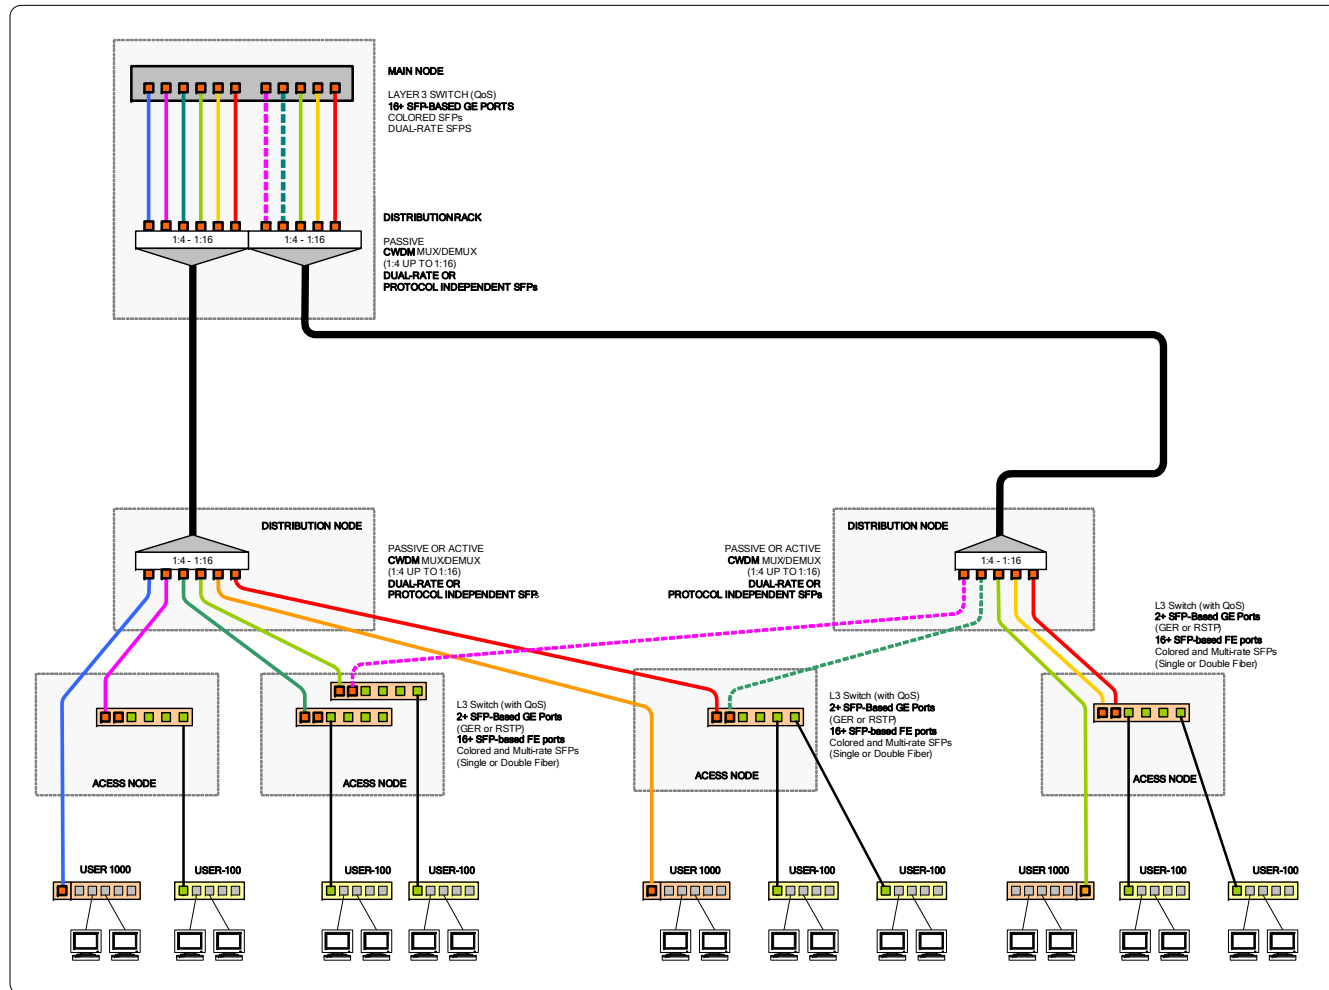 MAIN NODE
LAYER 3 SWITCH (QoS)
16+ SFP-BASED GE PORTS
COLORED SFPs
DUAL-RATE SFPS
DISTRIBUTION RACK
1:4 - 1:16
1:4 - 1:16
PASSIVE
CWDM MUX/DEMUX
(1:4 UP TO 1:16)
DUAL-RATE OR
PROTOCOL INDEPENDENT SFPs
DISTRIBUTION NODE
1:4 - 1:16
PASSIVE OR ACTIVE
CWDM MUX/DEMUX
(1:4 UP TO 1:16)
DUAL-RATE OR
PROTOCOL INDEPENDENT SFPs
DISTRIBUTION NODE
1:4 - 1:16
PASSIVE OR ACTIVE
CWDM MUX/DEMUX
(1:4 UP TO 1:16)
DUAL-RATE OR
PROTOCOL INDEPENDENT SFPs
L3 Switch (with QoS)
2+ SFP-Based GE Ports
(GER or RSTP)
16+ SFP-based FE ports
Colored and Multi-rate SFPs
(Single or Double Fiber)
L3 Switch (with QoS)
2+ SFP-Based GE Ports
(GER or RSTP)
16+ SFP-based FE ports
Colored and Multi-rate SFPs
(Single or Double Fiber)
L3 Switch (with QoS)
2+ SFP-Based GE Ports
(GER or RSTP)
16+ SFP-based FE ports
Colored and Multi-rate SFPs
(Single or Double Fiber)
ACESS NODE
ACESS NODE
ACESS NODE
ACESS NODE
USER 1000
USER-100
USER-100
USER-100
USER 1000
USER-100
USER-100
USER 1000
USER-100
USER-100